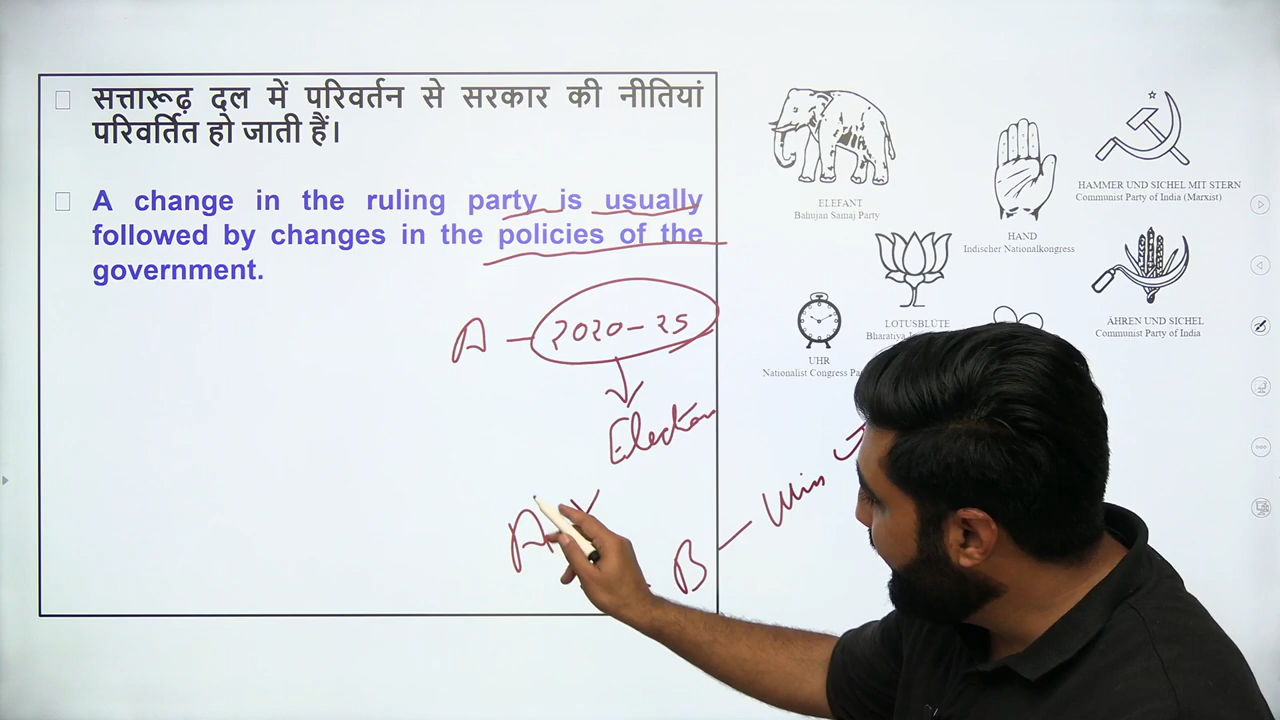 सत्तारूढ़ दल में परिवर्तन से सरकार की नीतियां
परिवर्तित हो जाती हैं।
A change in the ruling party is usually
followed by changes in the policies of the
government.
A - 2020-25
Election
A X
B - Win
ELEFANT
Bahujan Samaj Party
HAND
Indischer Nationalkongress
HAMMER UND SICHEL MIT STERN
Communist Party of India (Marxist)
LOTUSBLÜTE
Bharatiya
ÄHREN UND SICHEL
Communist Party of India
UHR
Nationalist Congress